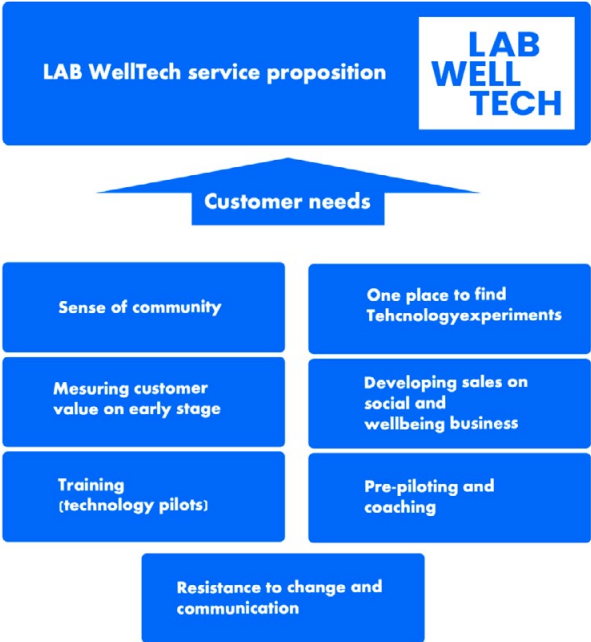 LAB WellTech service proposition
LAB
WELL
TECH
Customer needs
Sense of community
One place to find
Tehcnologyexperiments
Mesuring customer
value on early stage
Developing sales on
social and
wellbeing business
Training
(technology pilots)
Pre-piloting and
coaching
Resistance to change and
communication